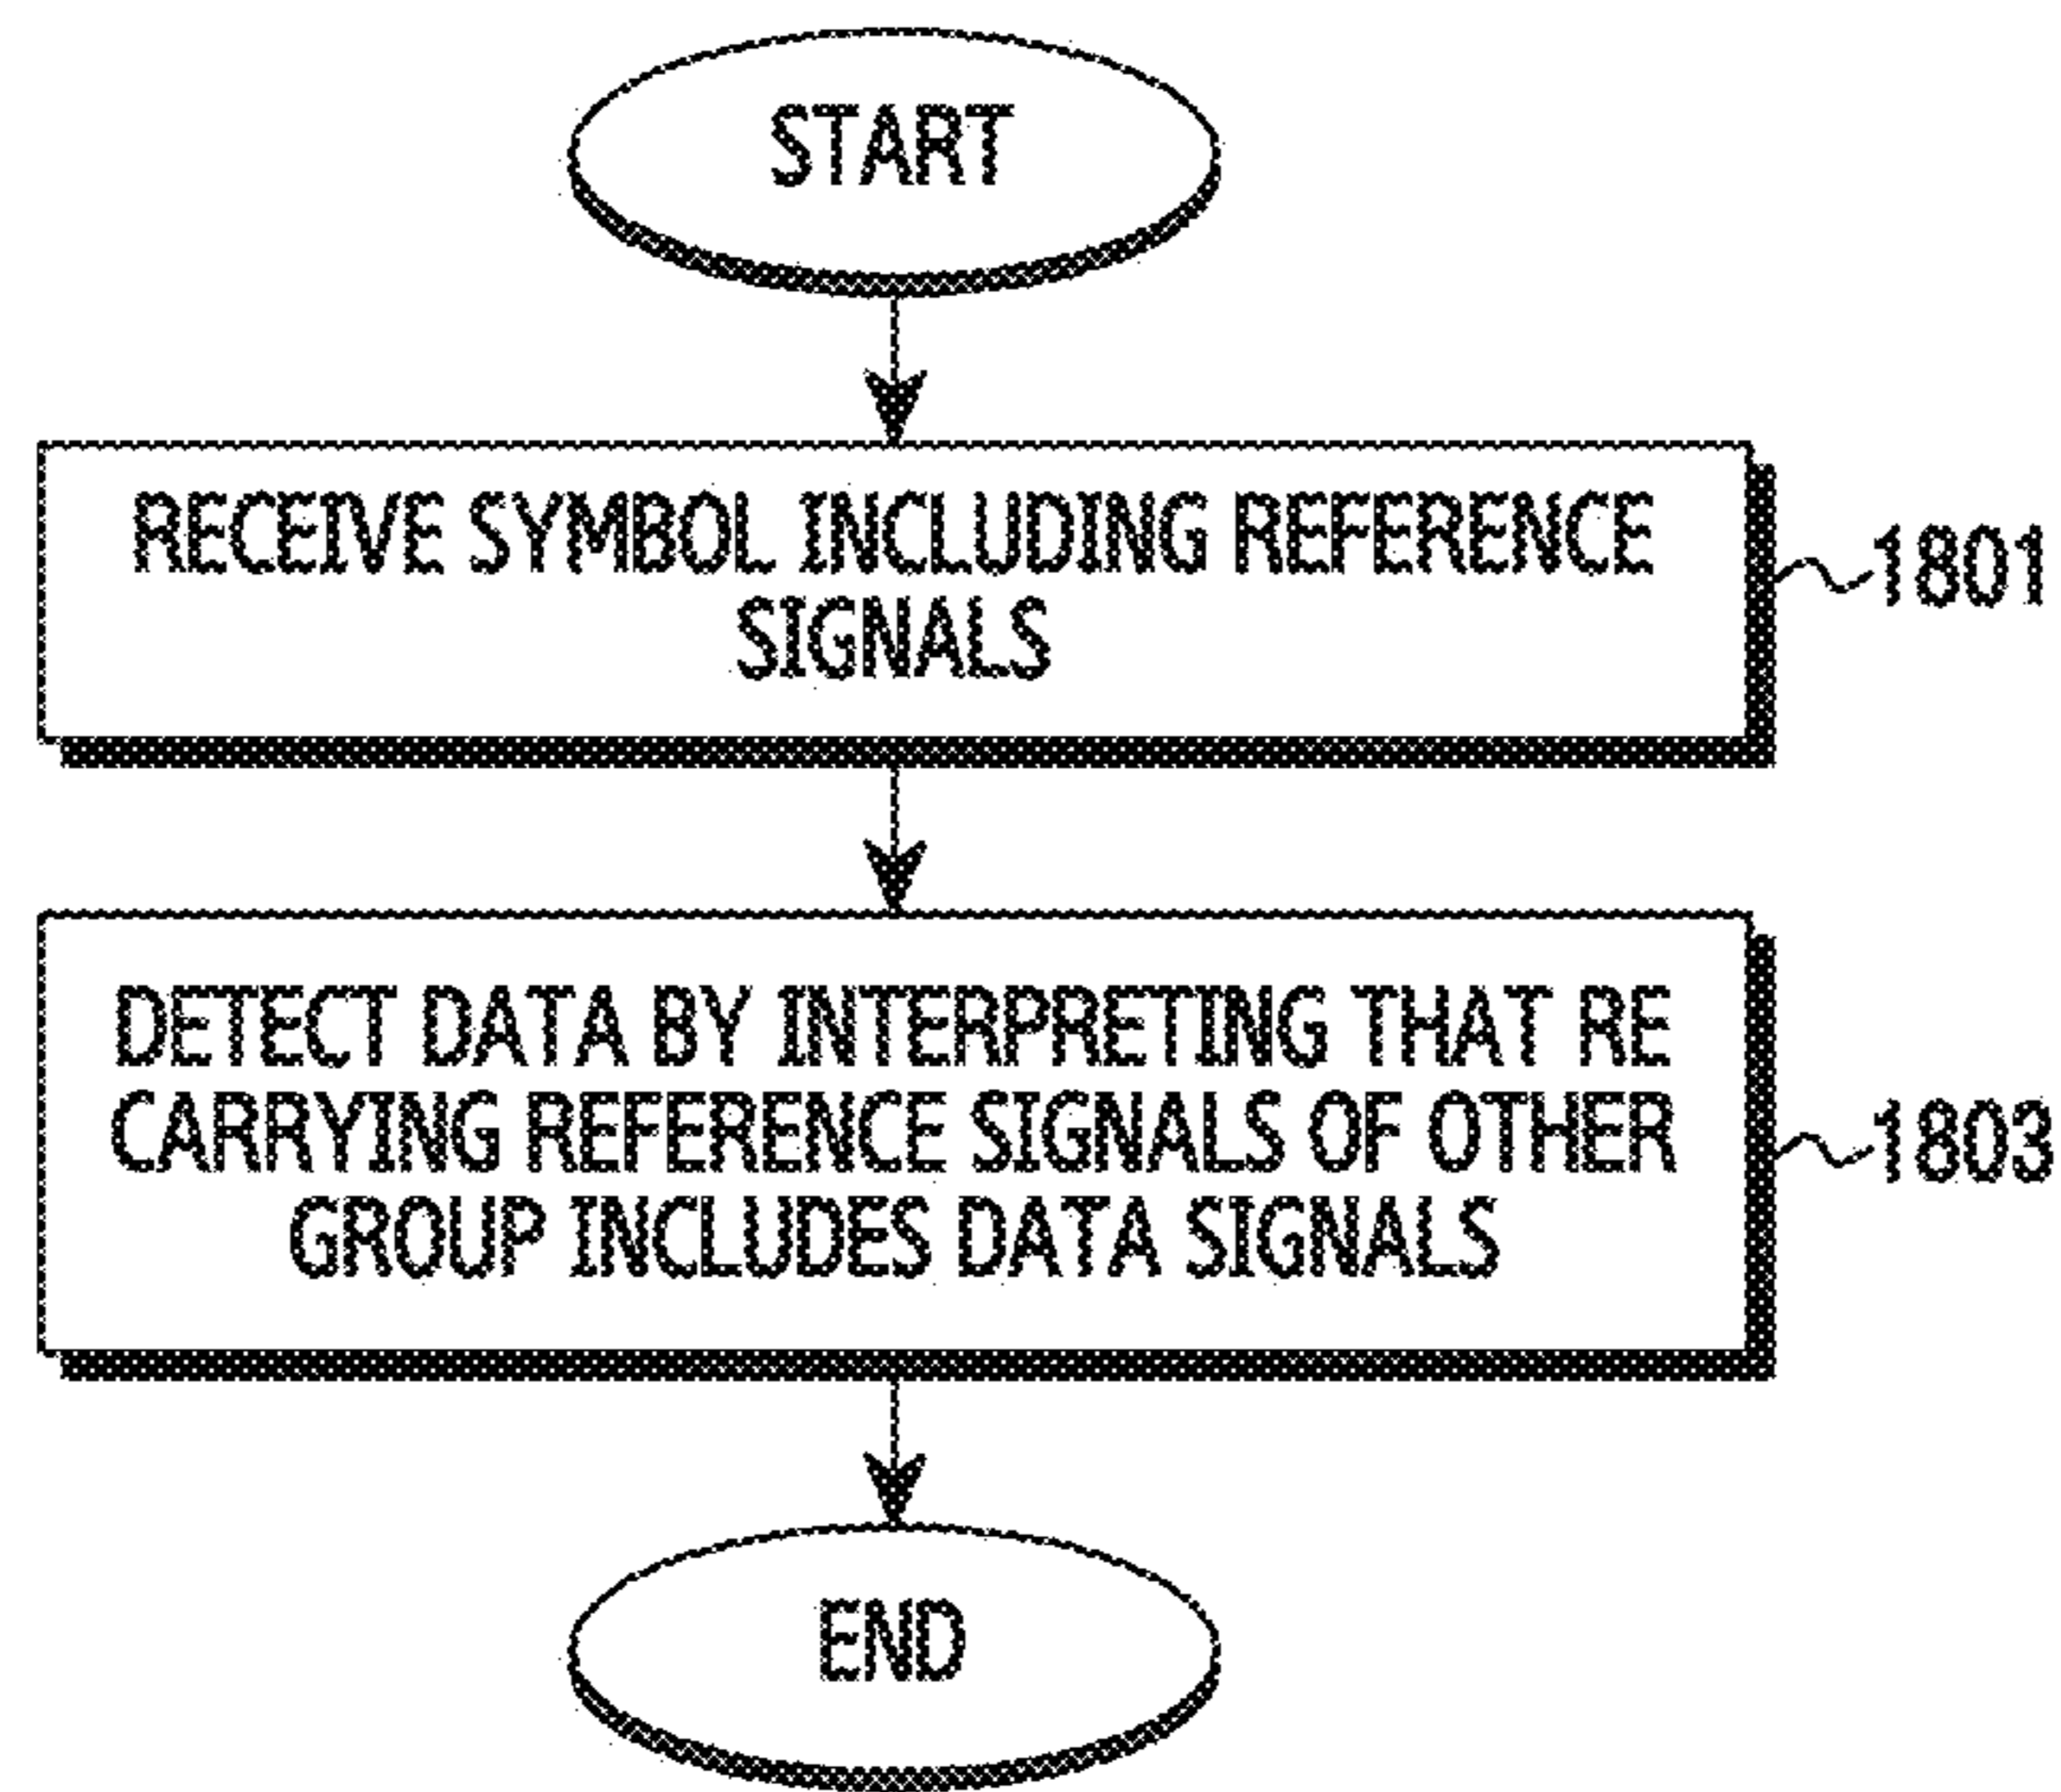 START
RECEIVE SYMBOL INCLUDING REFERENCE
SIGNALS
1801
DETECT DATA BY INTERPRETING THAT RE
CARRYING REFERENCE SIGNALS OF OTHER
GROUP INCLUDES DATA SIGNALS
1803
END